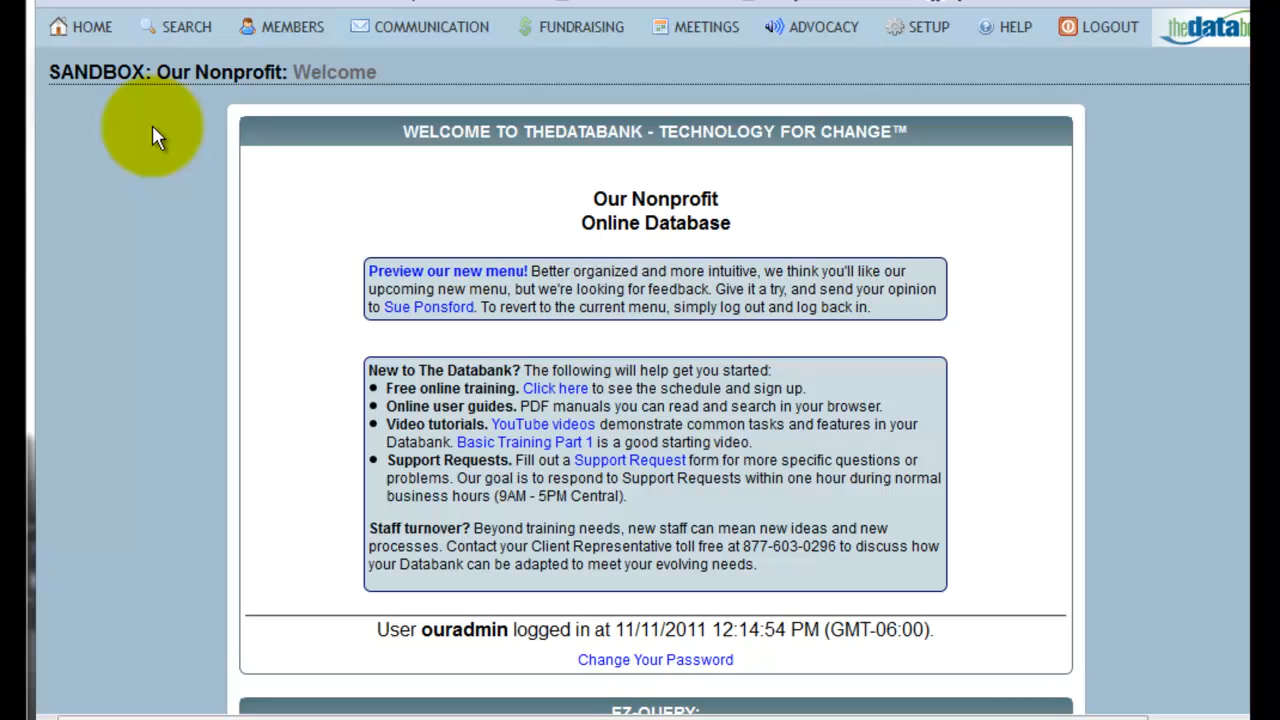 HOME SEARCH MEMBERS COMMUNICATION FUNDRAISING MEETINGS ADVOCACY SETUP HELP LOGOUT
SANDBOX: Our Nonprofit: Welcome
WELCOME TO THEDATABANK - TECHNOLOGY FOR CHANGE™
Our Nonprofit
Online Database
Preview our new menu! Better organized and more intuitive, we think you'll like our
upcoming new menu, but we're looking for feedback. Give it a try, and send your opinion
to Sue Ponsford. To revert to the current menu, simply log out and log back in.
New to The Databank? The following will help get you started:
● Free online training. Click here to see the schedule and sign up.
● Online user guides. PDF manuals you can read and search in your browser.
● Video tutorials. YouTube videos demonstrate common tasks and features in your
Databank. Basic Training Part 1 is a good starting video.
● Support Requests. Fill out a Support Request form for more specific questions or
problems. Our goal is to respond to Support Requests within one hour during normal
business hours (9AM - 5PM Central).
Staff turnover? Beyond training needs, new staff can mean new ideas and new
processes. Contact your Client Representative toll free at 877-603-0296 to discuss how
your Databank can be adapted to meet your evolving needs.
User ouradmin logged in at 11/11/2011 12:14:54 PM (GMT-06:00).
Change Your Password
EZ-QUERY: